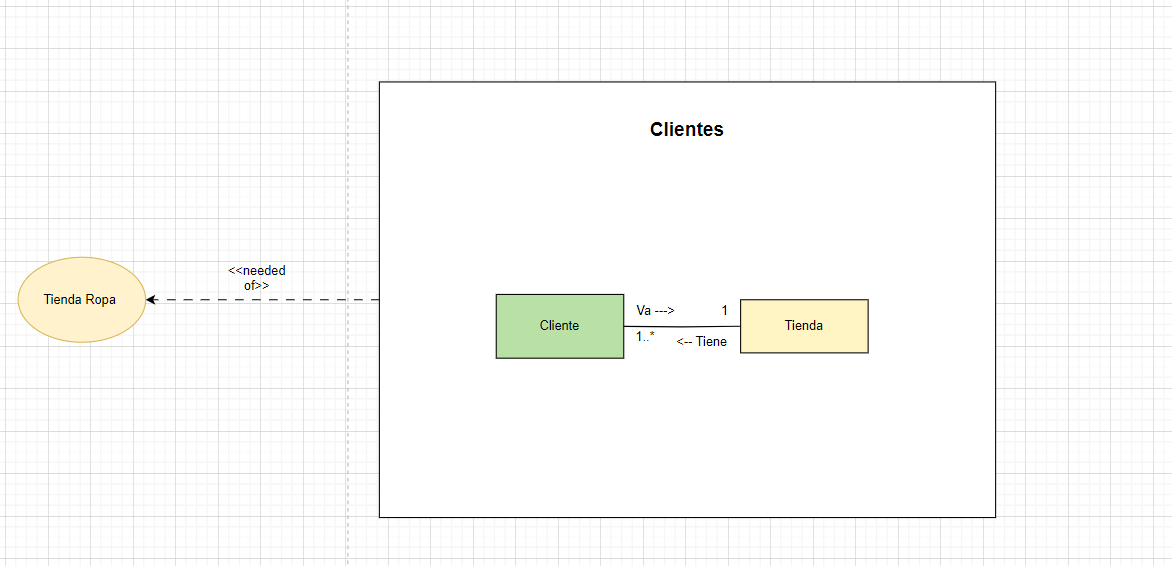 Clientes
<<needed
of>>
Tienda Ropa
Va --->
1
Cliente
Tienda
1..*
<-- Tiene